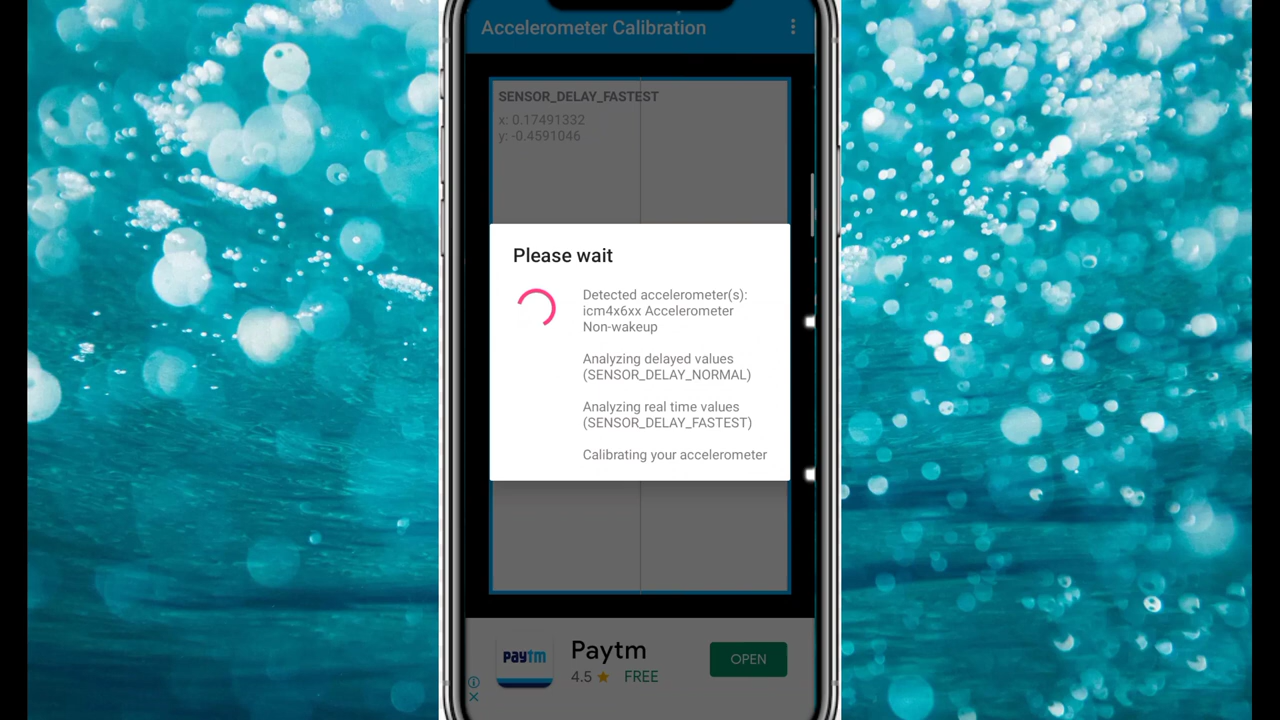 Accelerometer Calibration
SENSOR_DELAY_FASTEST
x: 0.17491332
y: -0.4591046
Please wait
Detected accelerometer(s):
icm4x6xx Accelerometer
Non-wakeup
Analyzing delayed values
(SENSOR_DELAY_NORMAL)
Analyzing real time values
(SENSOR_DELAY_FASTEST)
Calibrating your accelerometer
paytm
Paytm
4.5 ★ FREE
OPEN